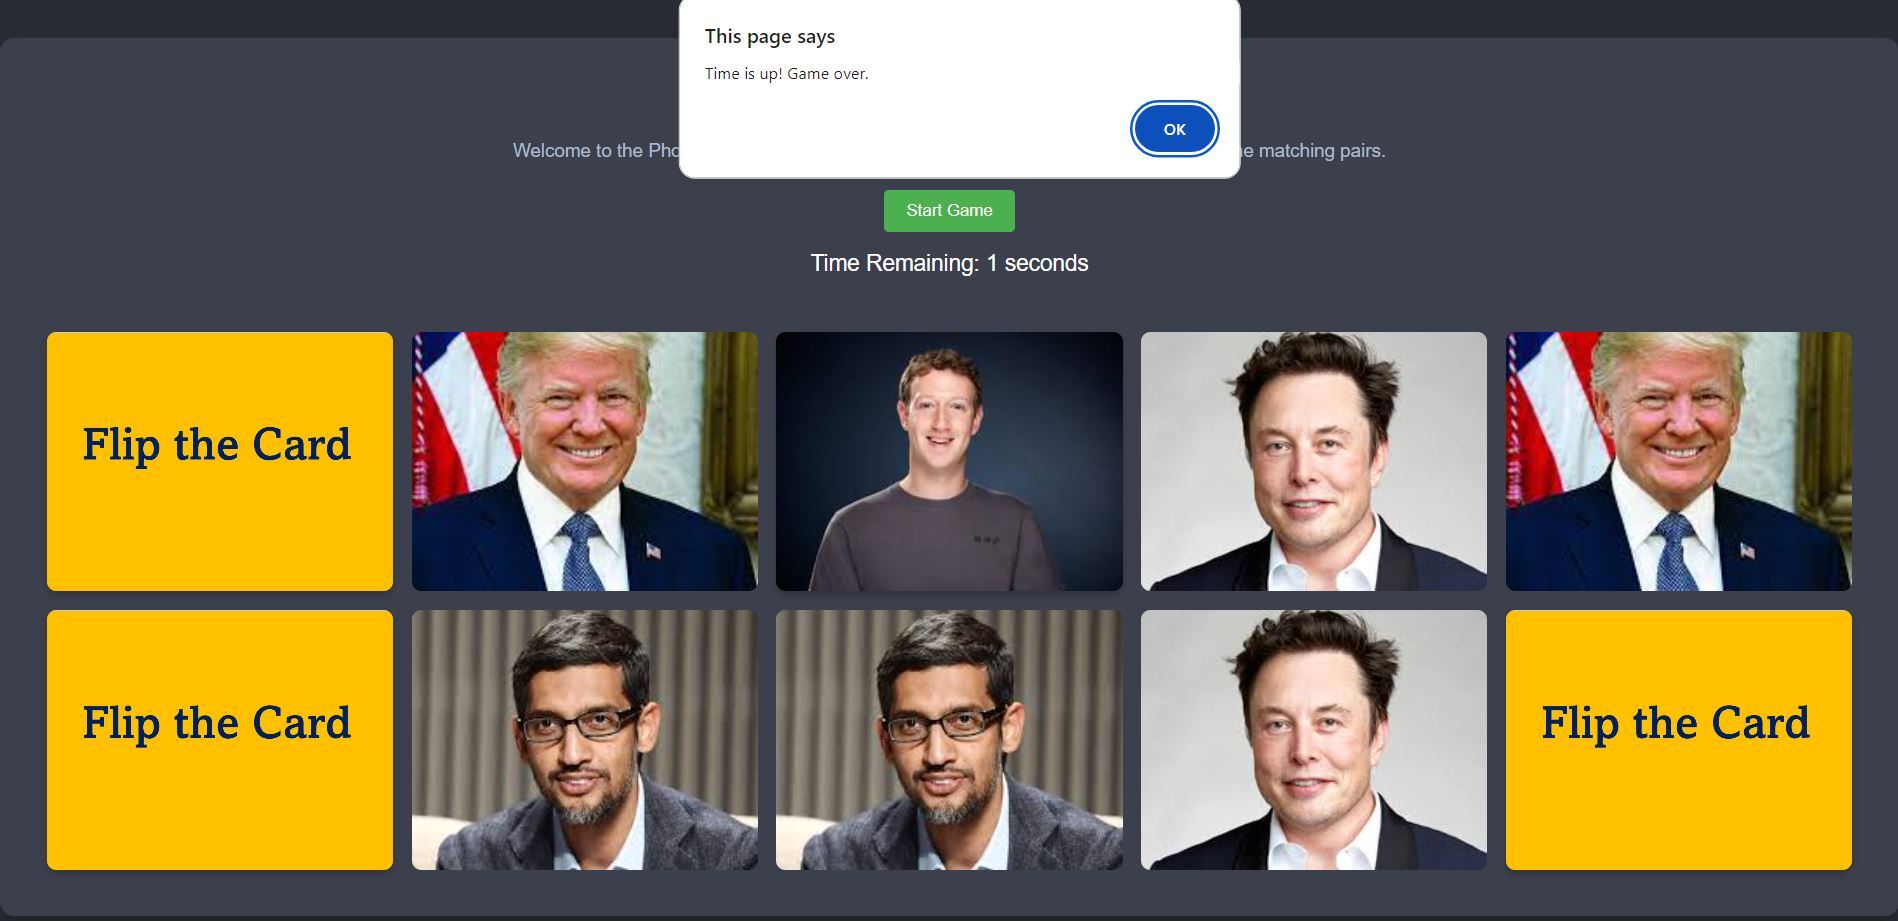 This page says
Time is up! Game over.
OK
Welcome to the Pho
e matching pairs.
Start Game
Time Remaining: 1 seconds
Flip the Card
Flip the Card
Flip the Card